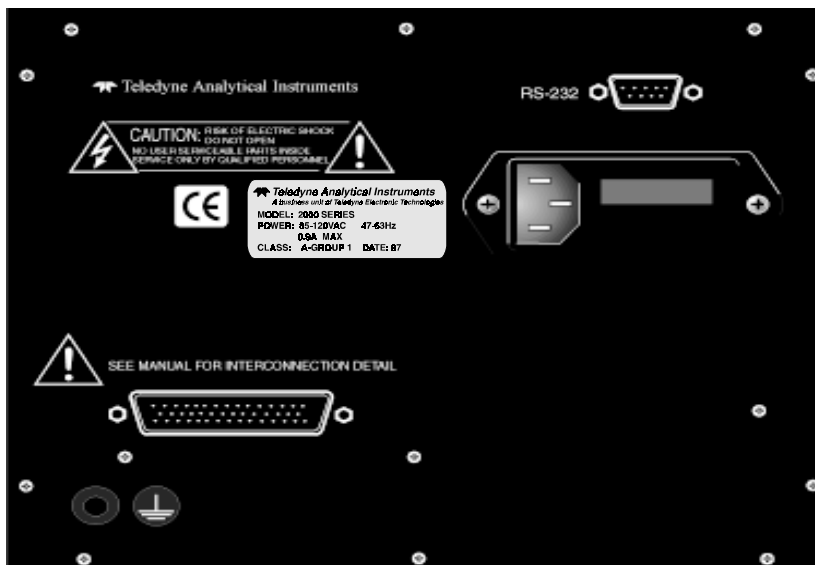 Teledyne Analytical Instruments
RS-232
CAUTION: RISK OF ELECTRIC SHOCK
DO NOT OPEN
NO USER SERVICEABLE PARTS INSIDE
SERVICE ONLY BY QUALIFIED PERSONNEL
CE
Teledyne Analytical Instruments
A business unit of Teledyne Electronic Technologies
MODEL: 2000 SERIES
POWER: 85-120VAC 47-63Hz
0.9A MAX
CLASS: A-GROUP 1 DATE: 97
SEE MANUAL FOR INTERCONNECTION DETAIL